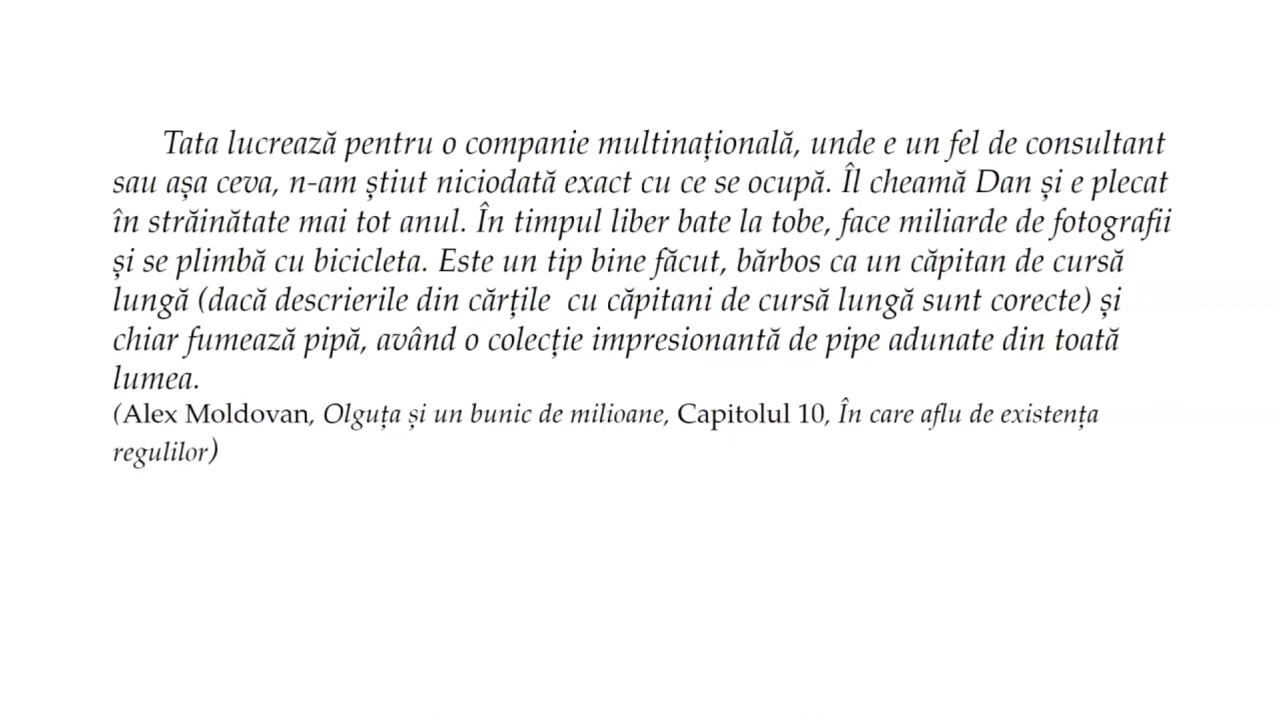 Tata lucrează pentru o companie multinațională, unde e un fel de consultant
sau așa ceva, n-am știut niciodată exact cu ce se ocupă. Îl cheamă Dan și e plecat
în străinătate mai tot anul. În timpul liber bate la tobe, face miliarde de fotografii
și se plimbă cu bicicleta. Este un tip bine făcut, bărbos ca un căpitan de cursă
lungă (dacă descrierile din cărțile  cu căpitani de cursă lungă sunt corecte) și
chiar fumează pipă, având o colecție impresionantă de pipe adunate din toată
lumea.
(Alex Moldovan, Olguța și un bunic de milioane, Capitolul 10, În care aflu de existența
regulilor)